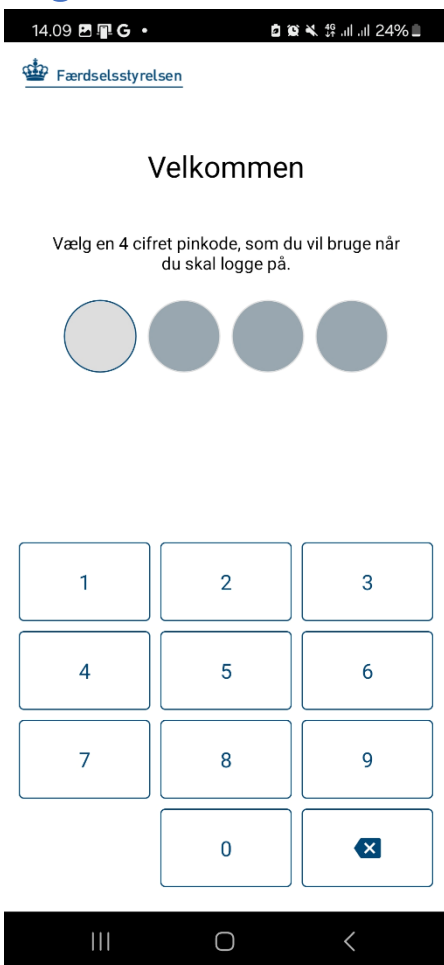 14.09 G • 4G 24%
Færdselsstyrelsen
Velkommen
Vælg en 4 cifret pinkode, som du vil bruge når
du skal logge på.
1 2 3
4 5 6
7 8 9
0